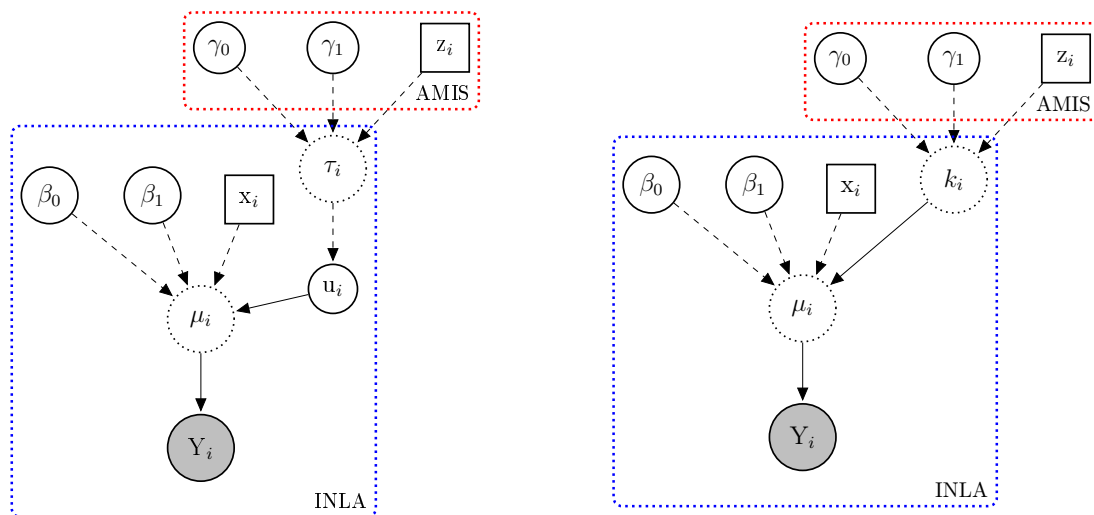 γ₀ γ₁ zᵢ
AMIS
τᵢ
β₀ β₁ xᵢ
uᵢ
μᵢ
Yᵢ
INLA
γ₀ γ₁ zᵢ
AMIS
kᵢ
β₀ β₁ xᵢ
μᵢ
Yᵢ
INLA